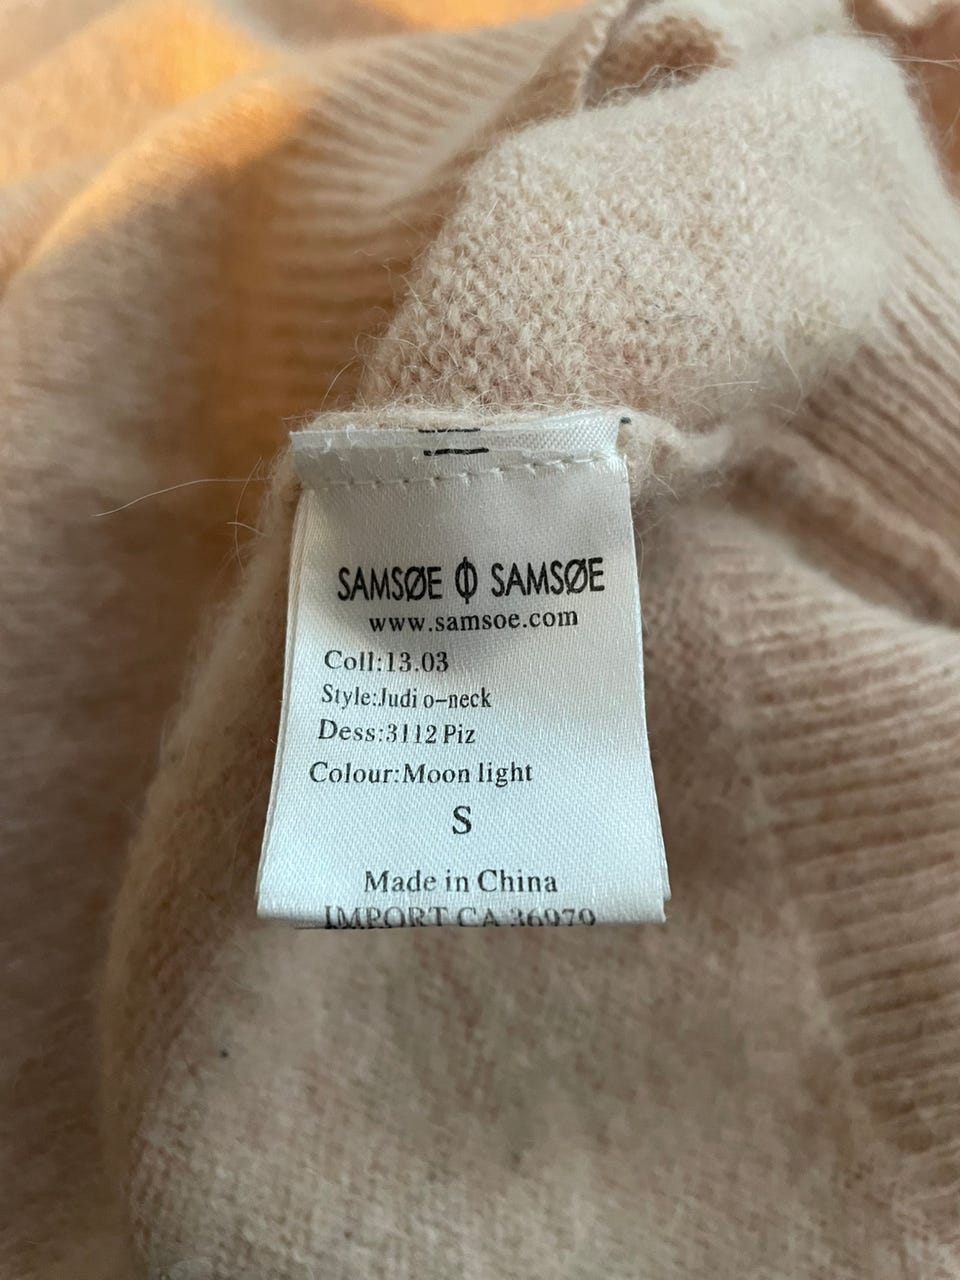 SAMSØE SAMSØE
www.samsoe.com
Coll:13.03
Style:Judi o-neck
Dess:3112 Piz
Colour:Moon light
S
Made in China
IMPORT CA 36979